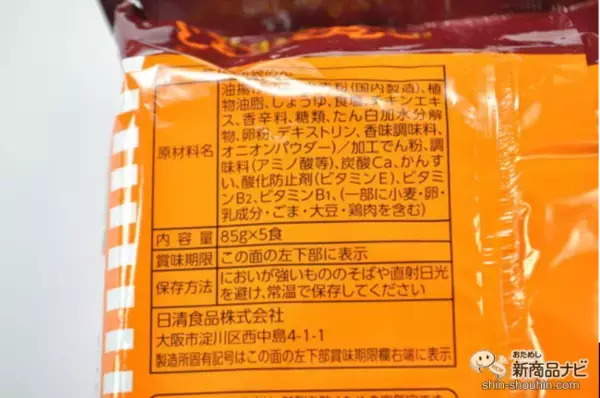 油揚げ
粉(国内製造)、植
物油脂、しょうゆ、食塩、チキンエキ
ス、香辛料、糖類、たん白加水分解
物、卵粉、デキストリン、香味調味料、
オニオンパウダー)/加工でん粉、調
味料(アミノ酸等)、炭酸Ca、かんす
い、酸化防止剤(ビタミンE)、ビタミ
ンB2、ビタミンB1、(一部に小麦・卵・
乳成分・ごま・大豆・鶏肉を含む)
原材料名
内容量 85g×5食
賞味期限 この面の左下部に表示
保存方法 においが強いもののそばや直射日光
を避け、常温で保存してください
日清食品株式会社
大阪市淀川区西中島4-1-1
製造所固有記号はこの面の左下部賞味期限欄右端に表示
おためし
新商品ナビ
shin-shouhin.com